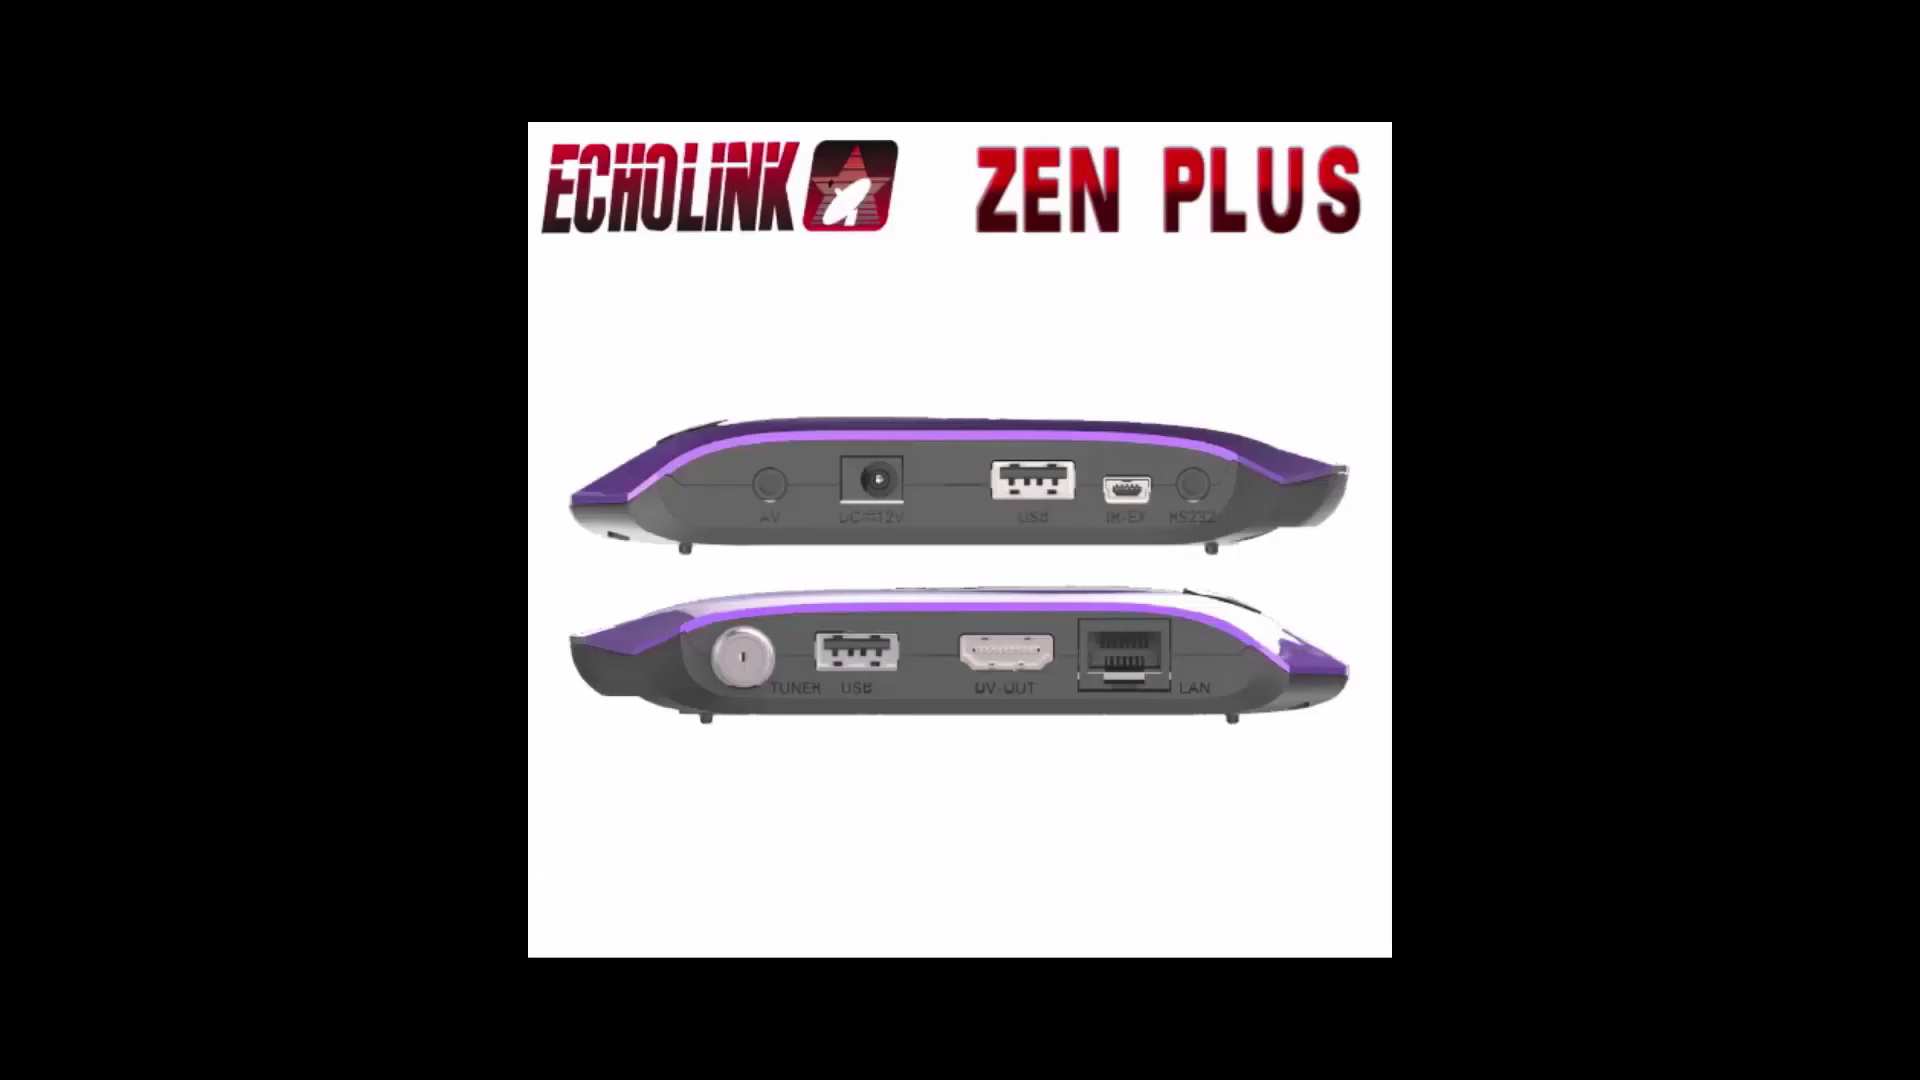 ECHOLINK ZEN PLUS
AV DC⎓12V USB IR-EX RS232
TUNER USB DV-OUT LAN